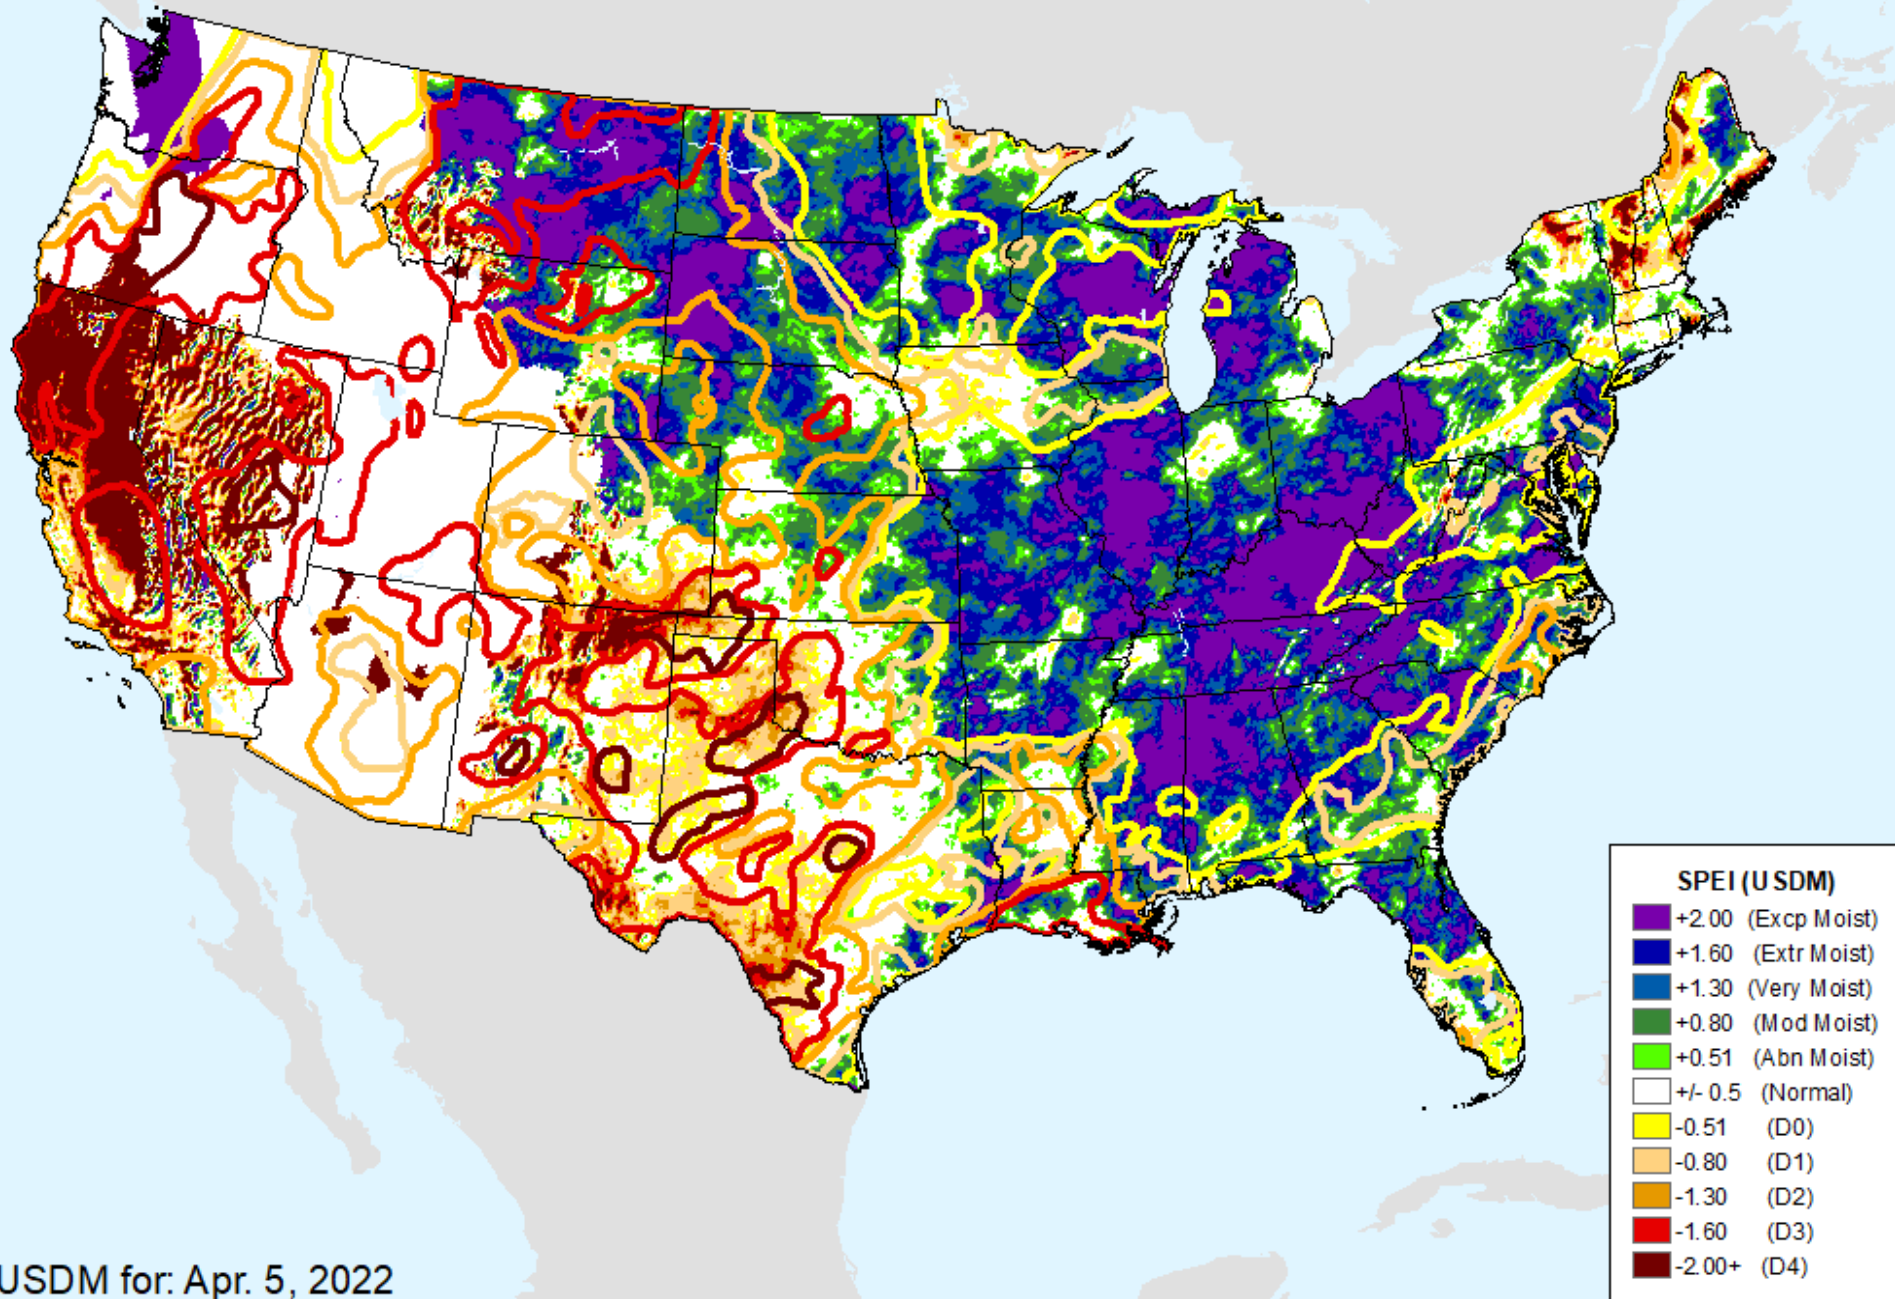 SPEI (USDM)
+2.00 (Excp Moist)
+1.60 (Extr Moist)
+1.30 (Very Moist)
+0.80 (Mod Moist)
+0.51 (Abn Moist)
+/- 0.5 (Normal)
-0.51 (D0)
-0.80 (D1)
-1.30 (D2)
-1.60 (D3)
-2.00+ (D4)
USDM for: Apr. 5, 2022